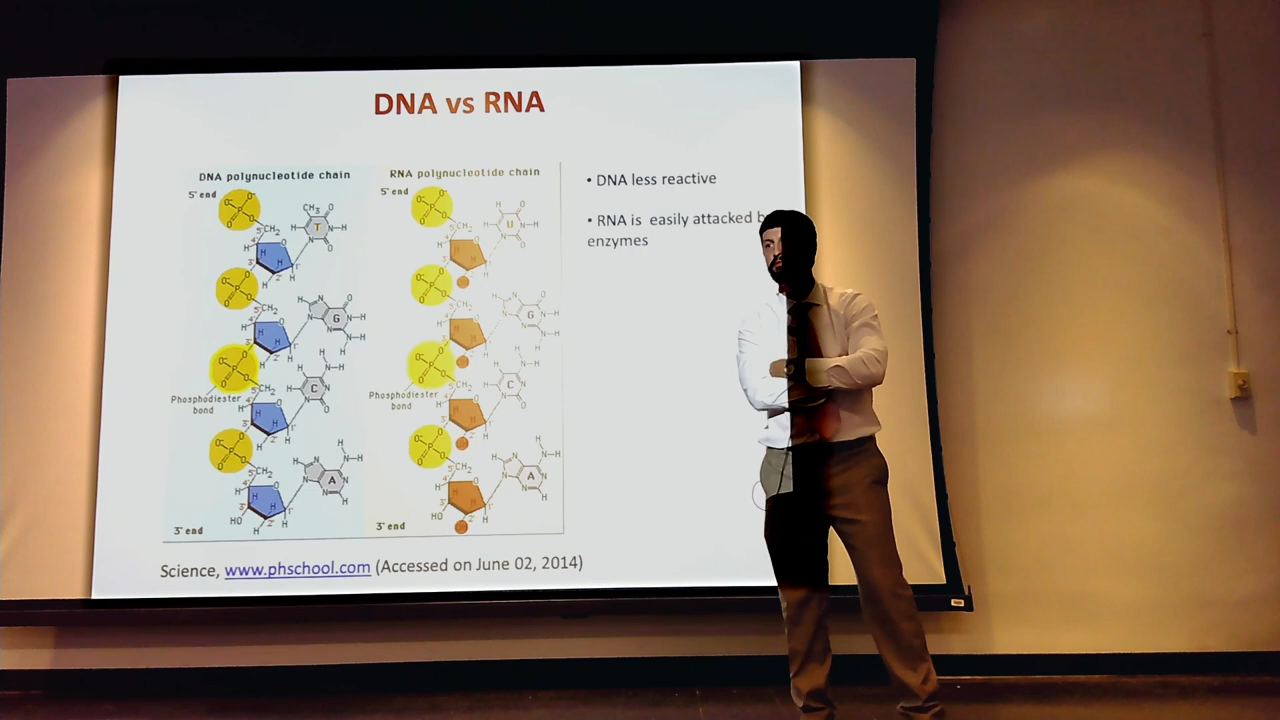 DNA vs RNA
DNA polynucleotide chain
RNA polynucleotide chain
5' end
5' end
• DNA less reactive
• RNA is easily attacked
enzymes
T
U
G
G
C
C
A
A
Phosphodiester
bond
Phosphodiester
bond
3' end
3' end
Science, www.phschool.com (Accessed on June 02, 2014)